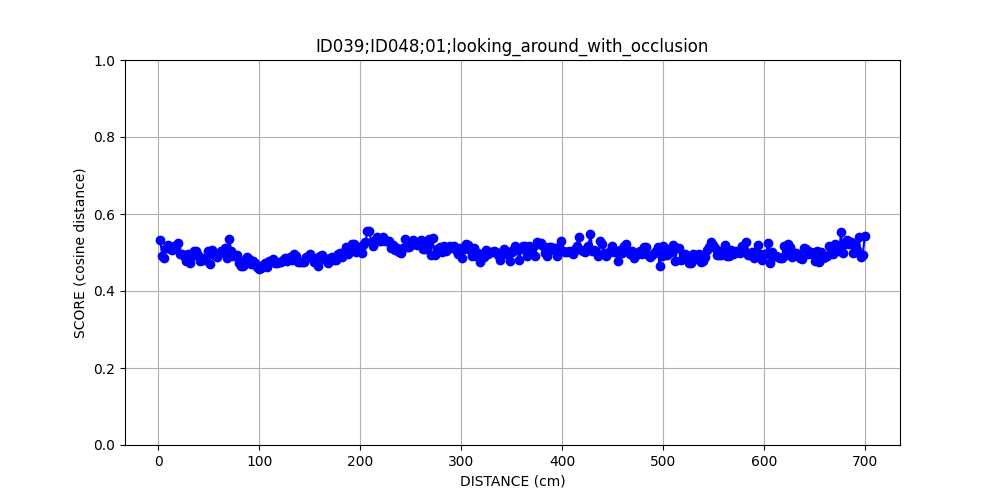 ID039;ID048;01;looking_around_with_occlusion
1.0
0.8
0.6
0.4
0.2
0.0
SCORE (cosine distance)
0 100 200 300 400 500 600 700
DISTANCE (cm)